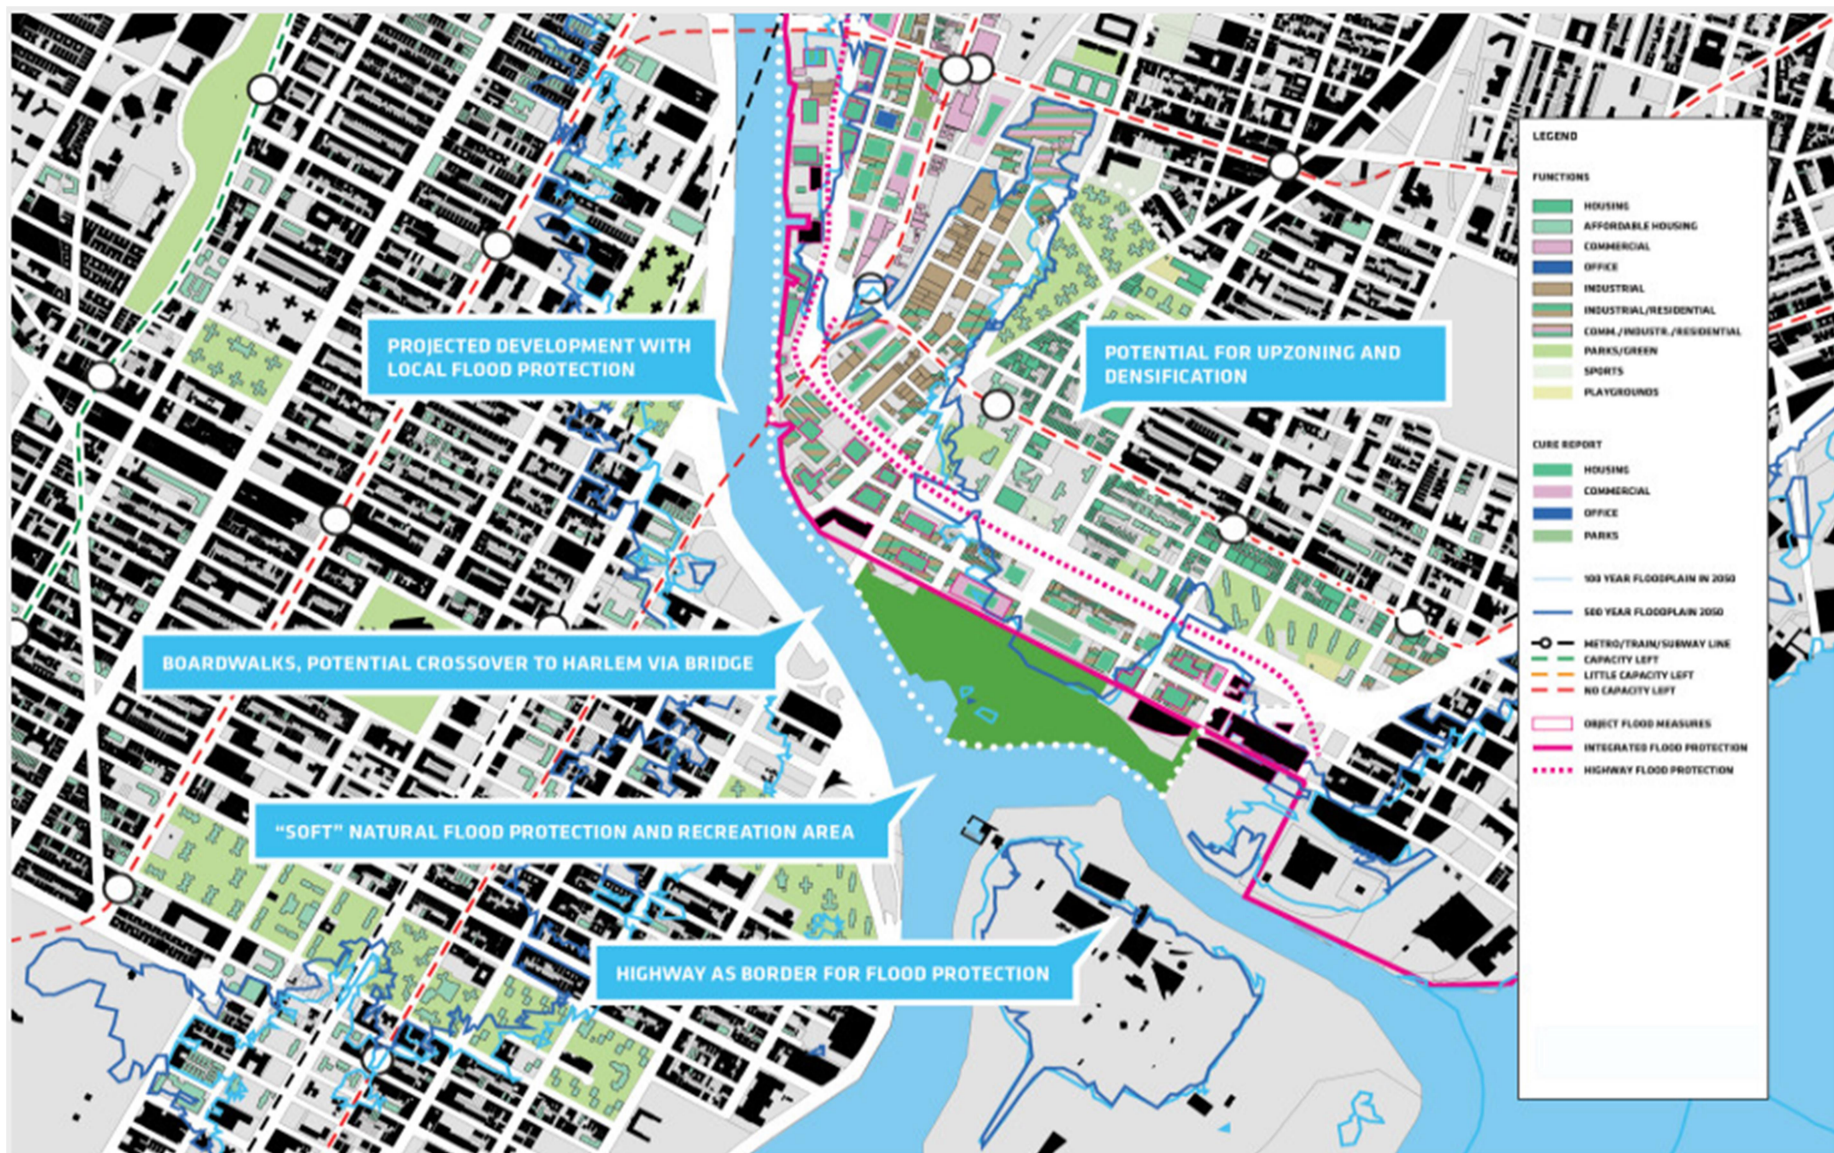 PROJECTED DEVELOPMENT WITH
LOCAL FLOOD PROTECTION
POTENTIAL FOR UPZONING AND
DENSIFICATION
BOARDWALKS, POTENTIAL CROSSOVER TO HARLEM VIA BRIDGE
“SOFT” NATURAL FLOOD PROTECTION AND RECREATION AREA
HIGHWAY AS BORDER FOR FLOOD PROTECTION
LEGEND
FUNCTIONS
HOUSING
AFFORDABLE HOUSING
COMMERCIAL
OFFICE
INDUSTRIAL
INDUSTRIAL/RESIDENTIAL
COMM./INDUSTR./RESIDENTIAL
PARKS/GREEN
SPORTS
PLAYGROUNDS
CURE REPORT
HOUSING
COMMERCIAL
OFFICE
PARKS
100 YEAR FLOODPLAIN IN 2050
500 YEAR FLOODPLAIN 2050
METRO/TRAIN/SUBWAY LINE
CAPACITY LEFT
LITTLE CAPACITY LEFT
NO CAPACITY LEFT
OBJECT FLOOD MEASURES
INTEGRATED FLOOD PROTECTION
HIGHWAY FLOOD PROTECTION